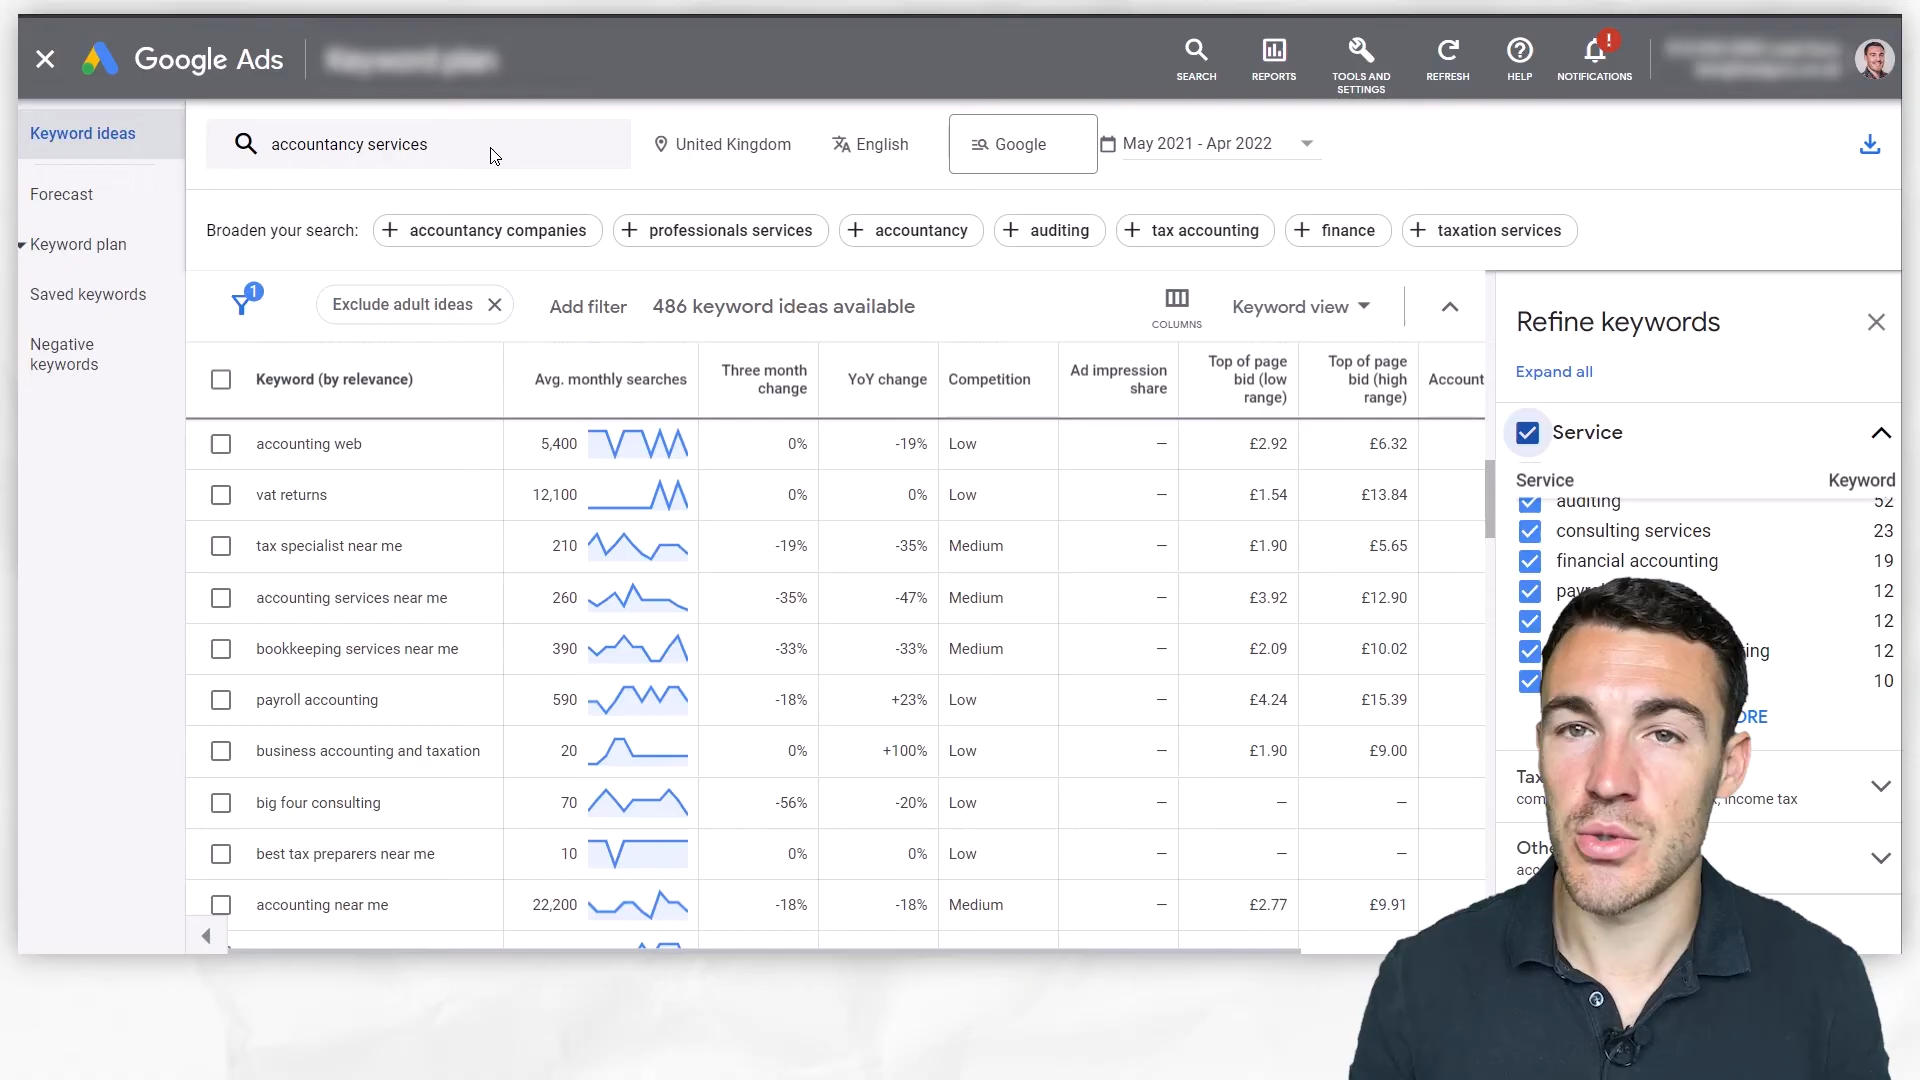 Google Ads
SEARCH
REPORTS
TOOLS AND
SETTINGS
REFRESH
HELP
!
NOTIFICATIONS
Keyword ideas
Forecast
Keyword plan
Saved keywords
Negative
keywords
accountancy services
United Kingdom
English
Google
May 2021 - Apr 2022
Broaden your search:
accountancy companies
professionals services
accountancy
auditing
tax accounting
finance
taxation services
1
Exclude adult ideas
Add filter
486 keyword ideas available
COLUMNS
Keyword view
Keyword (by relevance) Avg. monthly searches Three month change YoY change Competition Ad impression share Top of page bid (low range) Top of page bid (high range) Account
accounting web 5,400 0% -19% Low – £2.92 £6.32
vat returns 12,100 0% 0% Low – £1.54 £13.84
tax specialist near me 210 -19% -35% Medium – £1.90 £5.65
accounting services near me 260 -35% -47% Medium – £3.92 £12.90
bookkeeping services near me 390 -33% -33% Medium – £2.09 £10.02
payroll accounting 590 -18% +23% Low – £4.24 £15.39
business accounting and taxation 20 0% +100% Low – £1.90 £9.00
big four consulting 70 -56% -20% Low – – –
best tax preparers near me 10 0% 0% Low – – –
accounting near me 22,200 -18% -18% Medium – £2.77 £9.91
Refine keywords
Expand all
Service
Service Keyword
auditing 52
consulting services 23
financial accounting 19
12
12
12
10
Tax
income tax